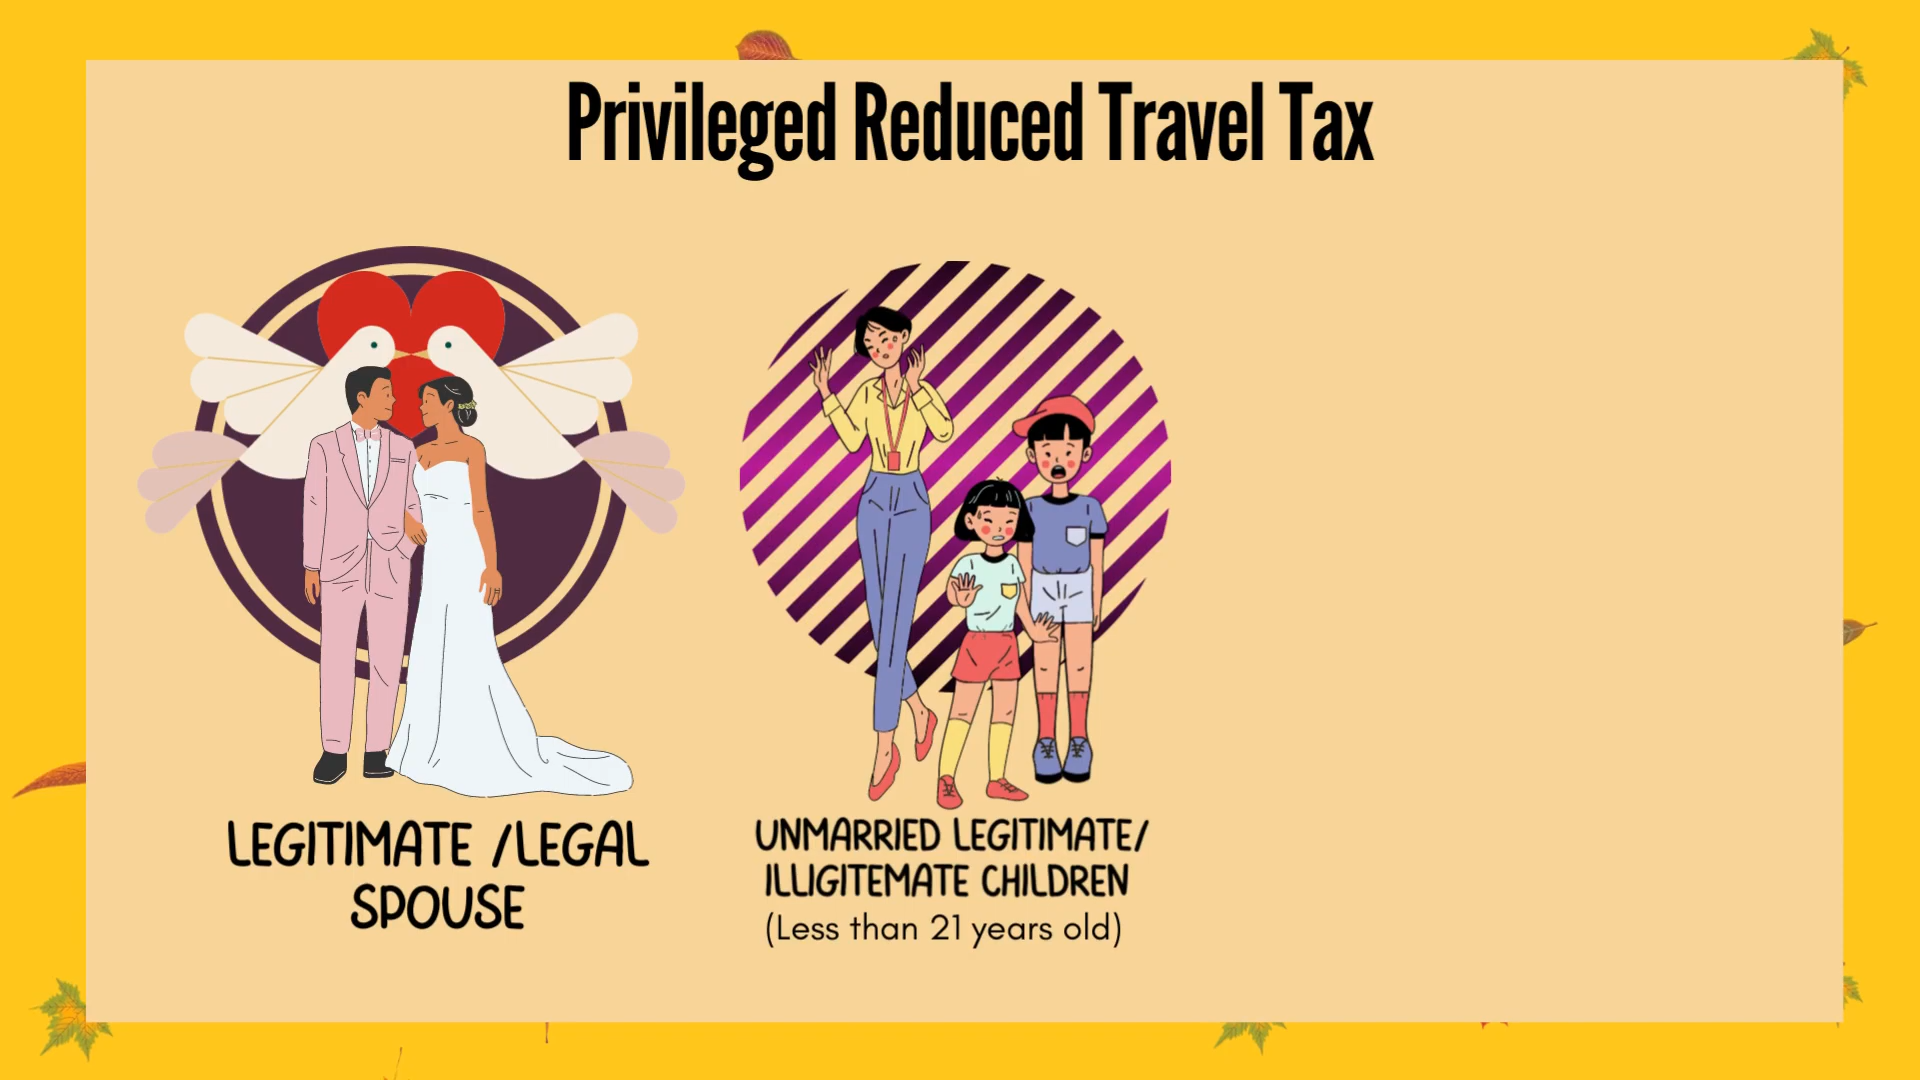 Privileged Reduced Travel Tax
LEGITIMATE /LEGAL
SPOUSE
UNMARRIED LEGITIMATE/
ILLIGITEMATE CHILDREN
(Less than 21 years old)